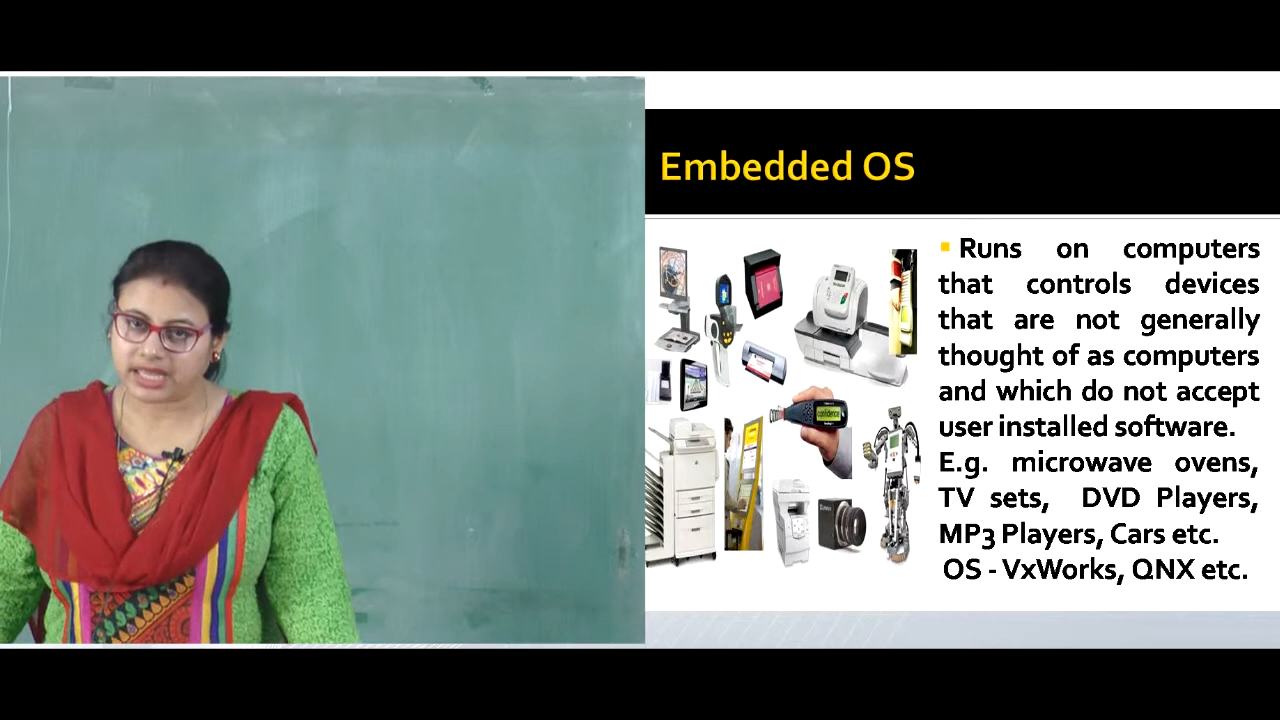 Embedded OS
Runs on computers
that controls devices
that are not generally
thought of as computers
and which do not accept
user installed software.
E.g. microwave ovens,
TV sets, DVD Players,
MP3 Players, Cars etc.
OS - VxWorks, QNX etc.
confidence